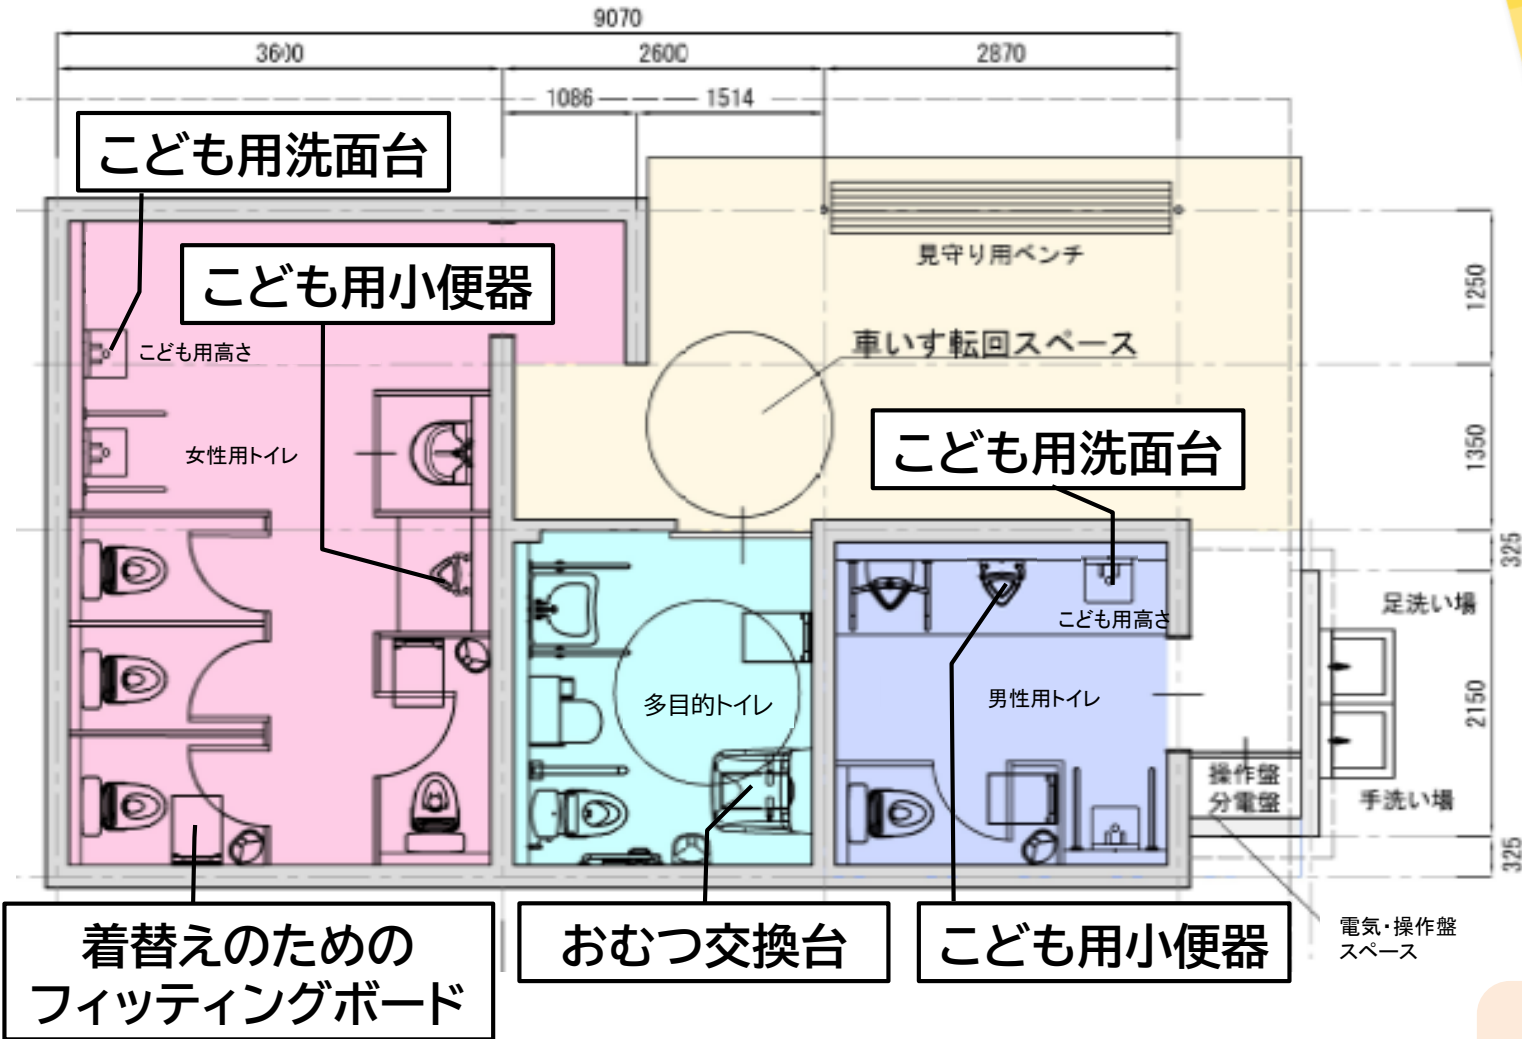 9070
3600
2600
2870
1086
1514
こども用洗面台
見守り用ベンチ
こども用小便器
1250
車いす転回スペース
こども用高さ
こども用洗面台
女性用トイレ
1350
325
足洗い場
こども用高さ
多目的トイレ
男性用トイレ
2150
操作盤
分電盤
手洗い場
325
着替えのための
フィッティングボード
おむつ交換台
こども用小便器
電気・操作盤
スペース